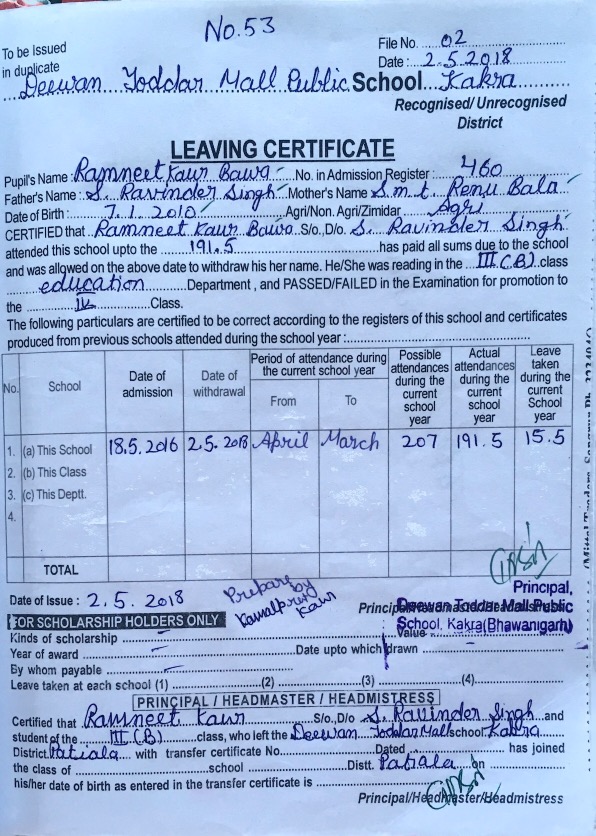 No.53
To be Issued
in duplicate
File No. 02
Date : 2.5.2018
Deewan Toddar Mall Public School Kakra
Recognised/ Unrecognised
District
LEAVING CERTIFICATE
Pupil's Name : Ramneet Kaur Bawa No. in Admission Register : 460
Father's Name : S. Ravinder Singh Mother's Name S.m.t. Renu Bala
Date of Birth : 7.1.2010 Agri/Non. Agri/Zimidar Agri
CERTIFIED that Ramneet Kaur Bawa S/o., D/o. S. Ravinder Singh
attended this school upto the 191.5 has paid all sums due to the school
and was allowed on the above date to withdraw his her name. He/She was reading in the III (B) class
education Department , and PASSED/FAILED in the Examination for promotion to
the IV Class.
The following particulars are certified to be correct according to the registers of this school and certificates
produced from previous schools attended during the school year :
No. School Date of admission Date of withdrawal Period of attendance during the current school year From To Possible attendances during the current school year Actual attendances during the current school year Leave taken during the current School year
1. (a) This School 18.5.2016 2.5.2018 April March 207 191.5 15.5
2. (b) This Class
3. (c) This Deptt.
4.
TOTAL
Date of Issue : 2.5.2018
Prepare by
Kamalpreet Kaur
Principal,
Deewan Toddar Mall Public
School, Kakra(Bhawanigarh)
Principal/Headmaster/Headmistress
FOR SCHOLARSHIP HOLDERS ONLY
Kinds of scholarship Value
Year of award Date upto which drawn
By whom payable
Leave taken at each school (1) (2) (3) (4)
PRINCIPAL / HEADMASTER / HEADMISTRESS
Certified that Ramneet Kaur S/o, D/o S. Ravinder Singh and
student of the III (B) class, who left the Deewan Toddar Mall school Kakra
District Patiala with transfer certificate No. Dated has joined
the class of school Distt. Patiala on
his/her date of birth as entered in the transfer certificate is
Principal/Headmaster/Headmistress